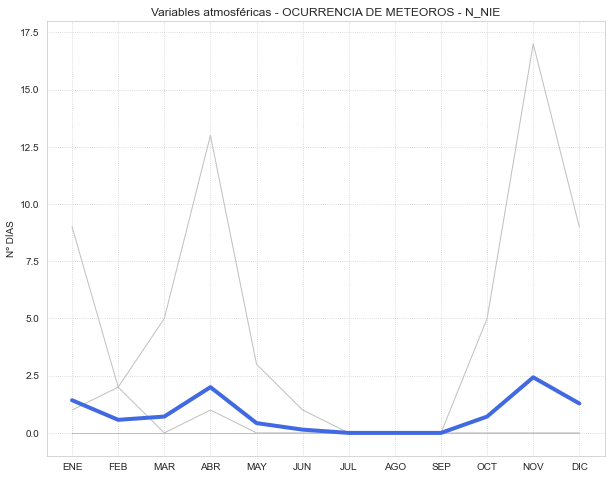 Variables atmosféricas - OCURRENCIA DE METEOROS - N_NIE
17.5
15.0
12.5
10.0
7.5
5.0
2.5
0.0
N° DÍAS
ENE FEB MAR ABR MAY JUN JUL AGO SEP OCT NOV DIC